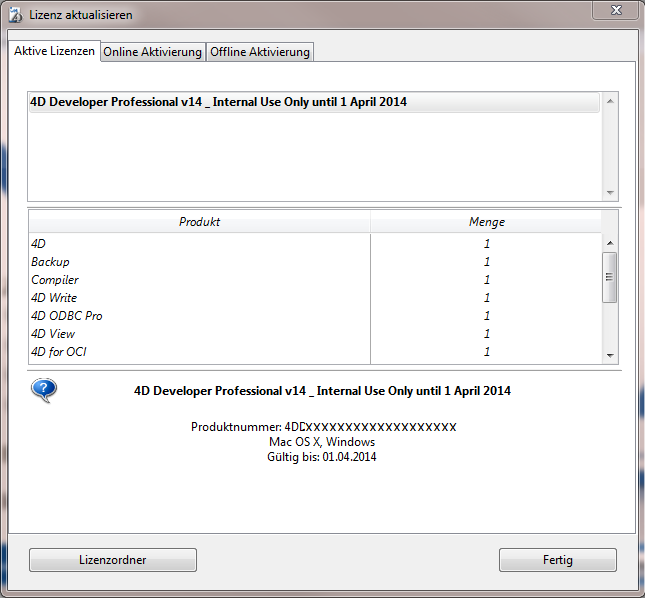 Lizenz aktualisieren
Aktive Lizenzen Online Aktivierung Offline Aktivierung
4D Developer Professional v14 _ Internal Use Only until 1 April 2014
Produkt Menge
4D 1
Backup 1
Compiler 1
4D Write 1
4D ODBC Pro 1
4D View 1
4D for OCI 1
4D Developer Professional v14 _ Internal Use Only until 1 April 2014
Produktnummer: 4DDXXXXXXXXXXXXXXXXXXX
Mac OS X, Windows
Gültig bis: 01.04.2014
Lizenzordner Fertig